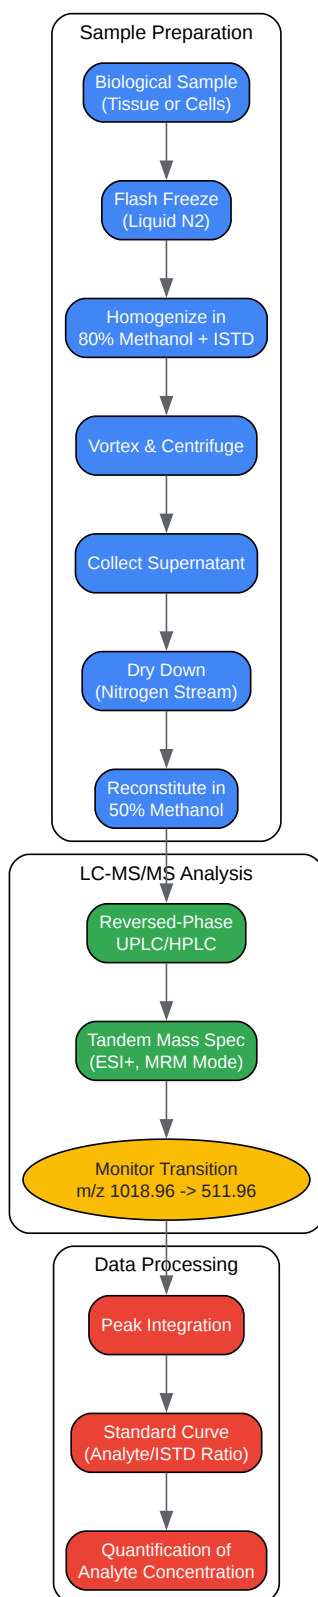 Sample Preparation
Biological Sample
(Tissue or Cells)
Flash Freeze
(Liquid N2)
Homogenize in
80% Methanol + ISTD
Vortex & Centrifuge
Collect Supernatant
Dry Down
(Nitrogen Stream)
Reconstitute in
50% Methanol
LC-MS/MS Analysis
Reversed-Phase
UPLC/HPLC
Tandem Mass Spec
(ESI+, MRM Mode)
Monitor Transition
m/z 1018.96 -> 511.96
Data Processing
Peak Integration
Standard Curve
(Analyte/ISTD Ratio)
Quantification of
Analyte Concentration